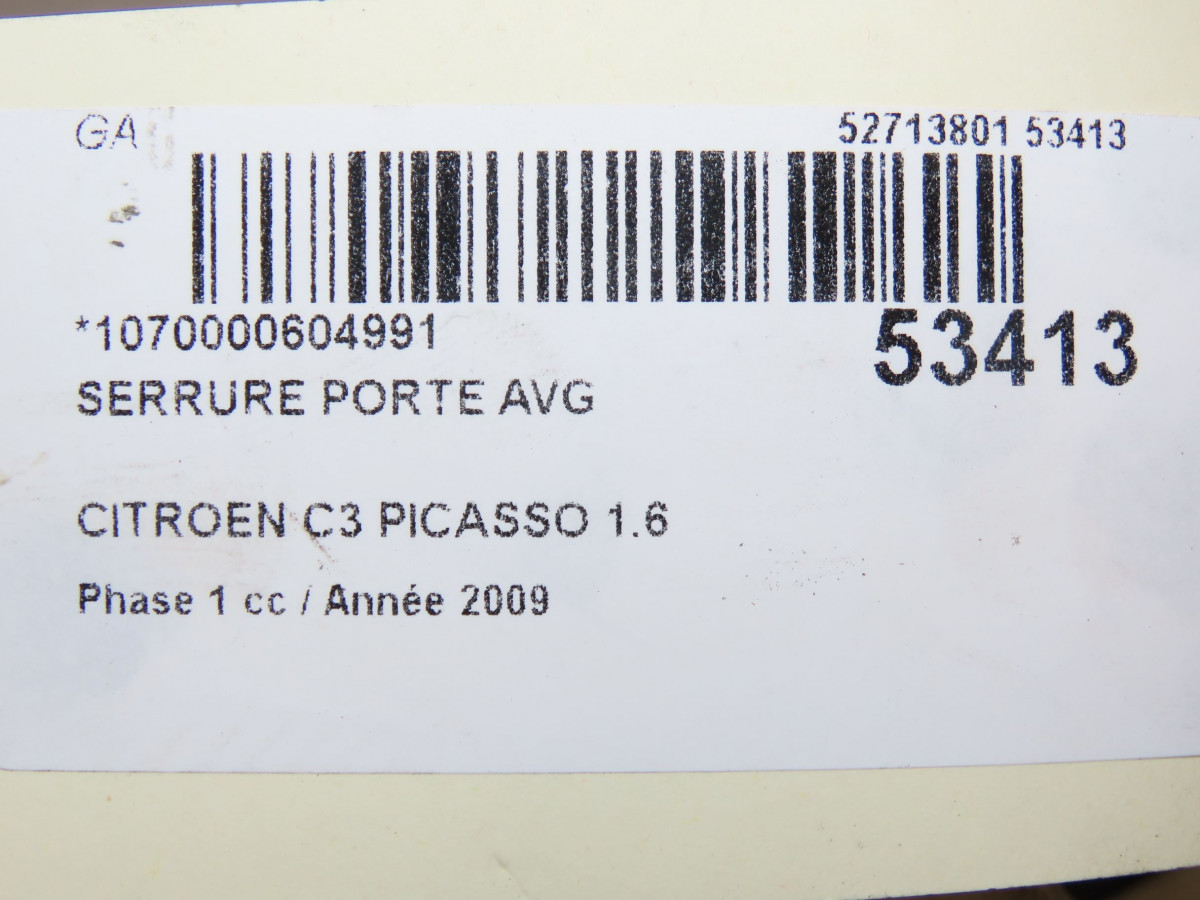 GA
52713801 53413
*1070000604991
53413
SERRURE PORTE AVG
CITROEN C3 PICASSO 1.6
Phase 1 cc / Année 2009